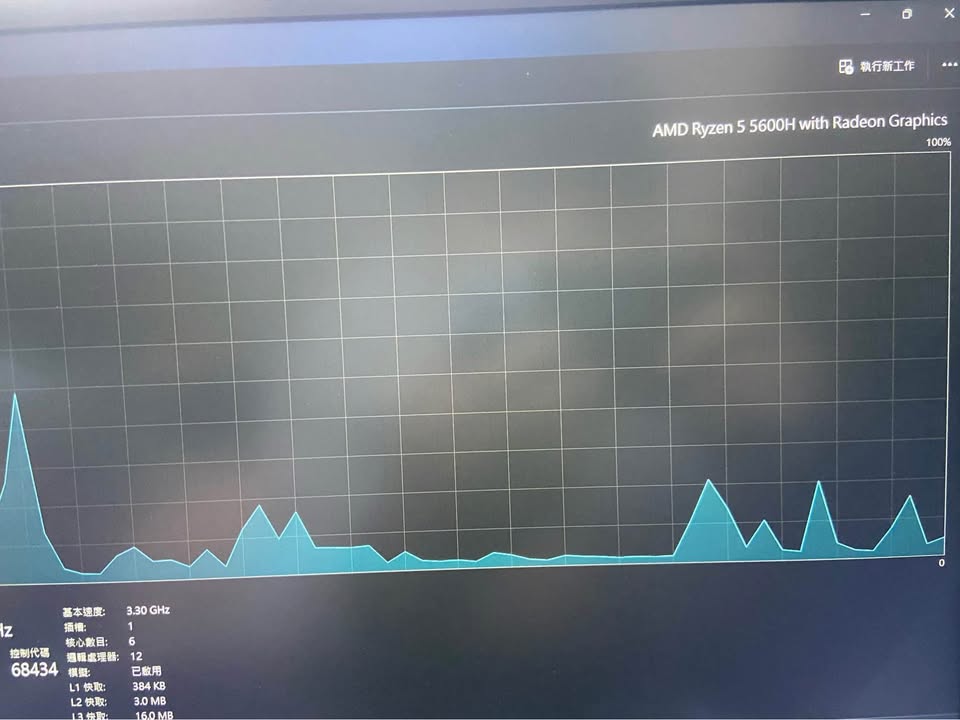 執行新工作
AMD Ryzen 5 5600H with Radeon Graphics
100%
0
基本速度: 3.30 GHz
Hz
插槽: 1
核心數目: 6
控制代碼
邏輯處理器: 12
68434
模擬: 已啟用
L1 快取: 384 KB
L2 快取: 3.0 MB
L3 快取: 16.0 MB